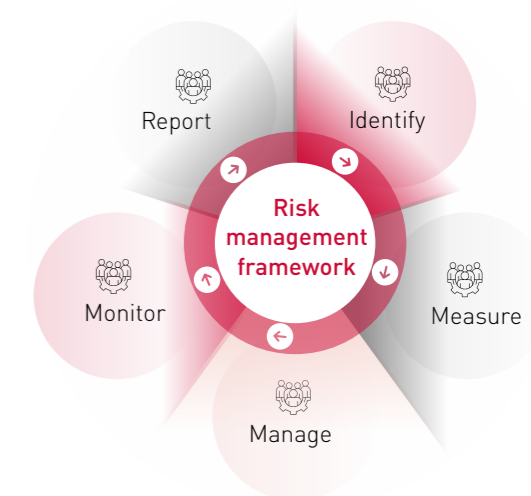 Report
Identify
Risk
management
framework
Monitor
Measure
Manage